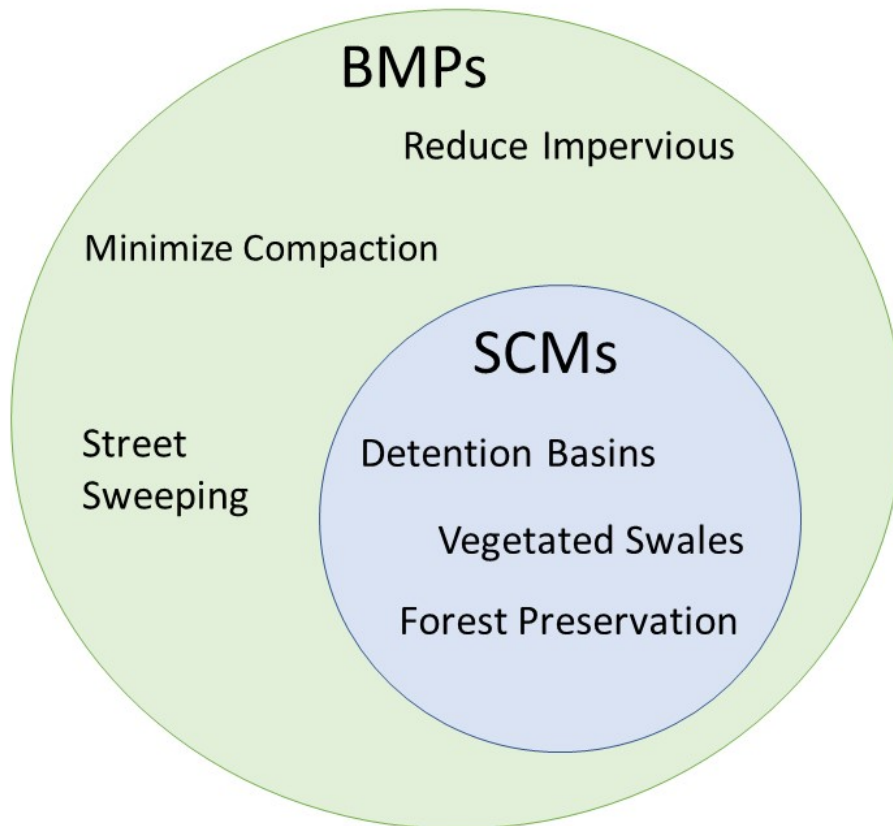 BMPs
Reduce Impervious
Minimize Compaction
SCMs
Street
Sweeping
Detention Basins
Vegetated Swales
Forest Preservation